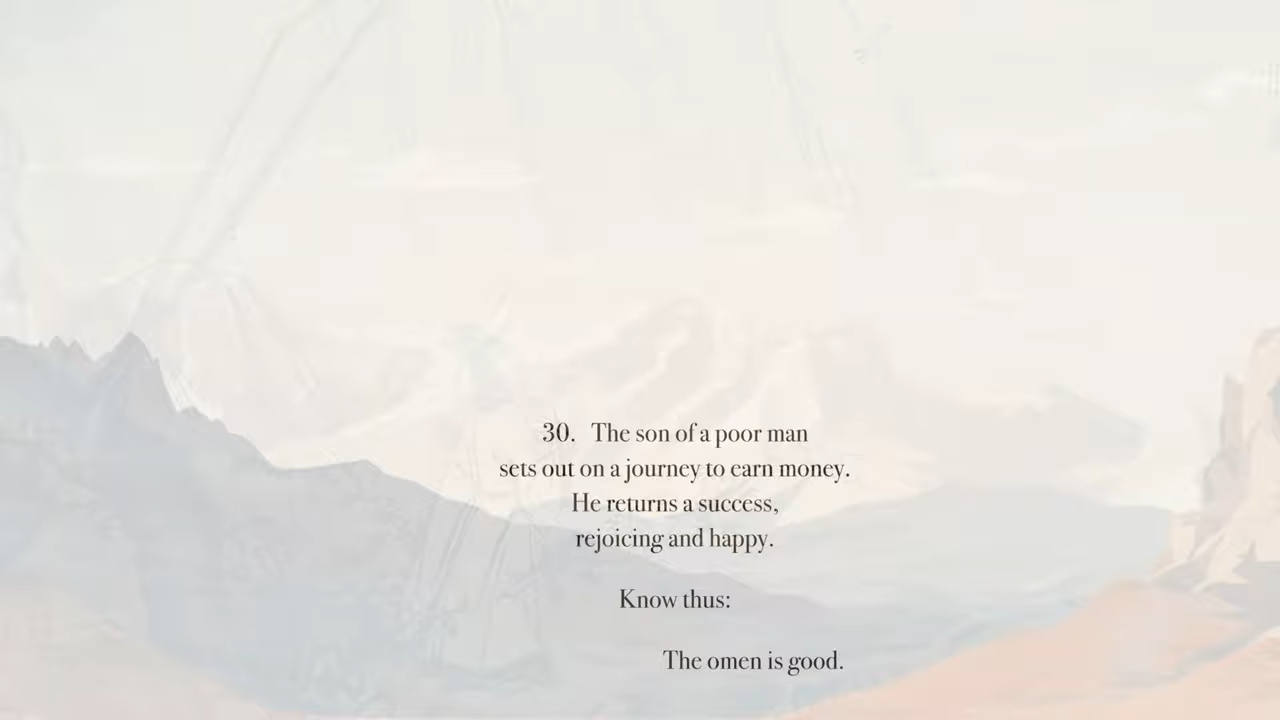 30. The son of a poor man
sets out on a journey to earn money.
He returns a success,
rejoicing and happy.
Know thus:
The omen is good.